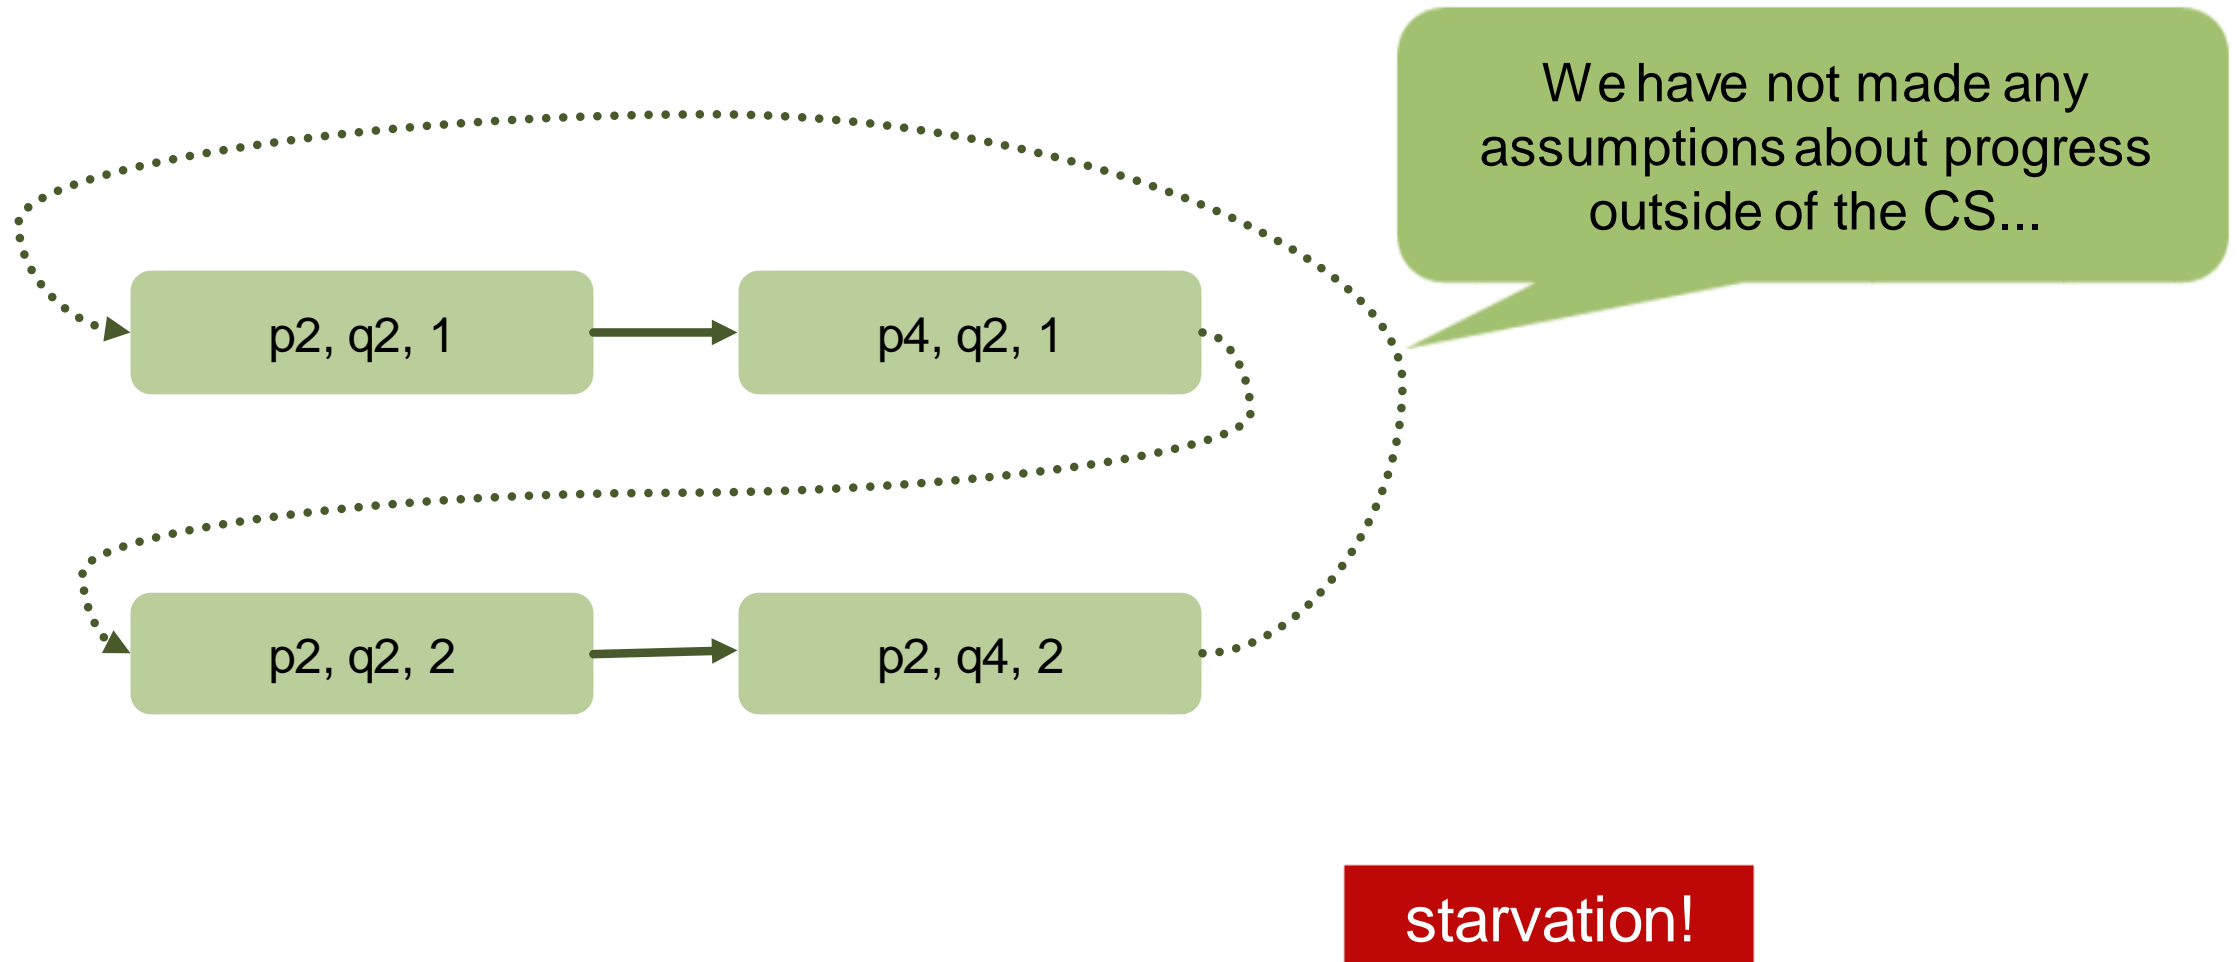 We have not made any
assumptions about progress
outside of the CS...
p2, q2, 1
p4, q2, 1
p2, q2, 2
p2, q4, 2
starvation!